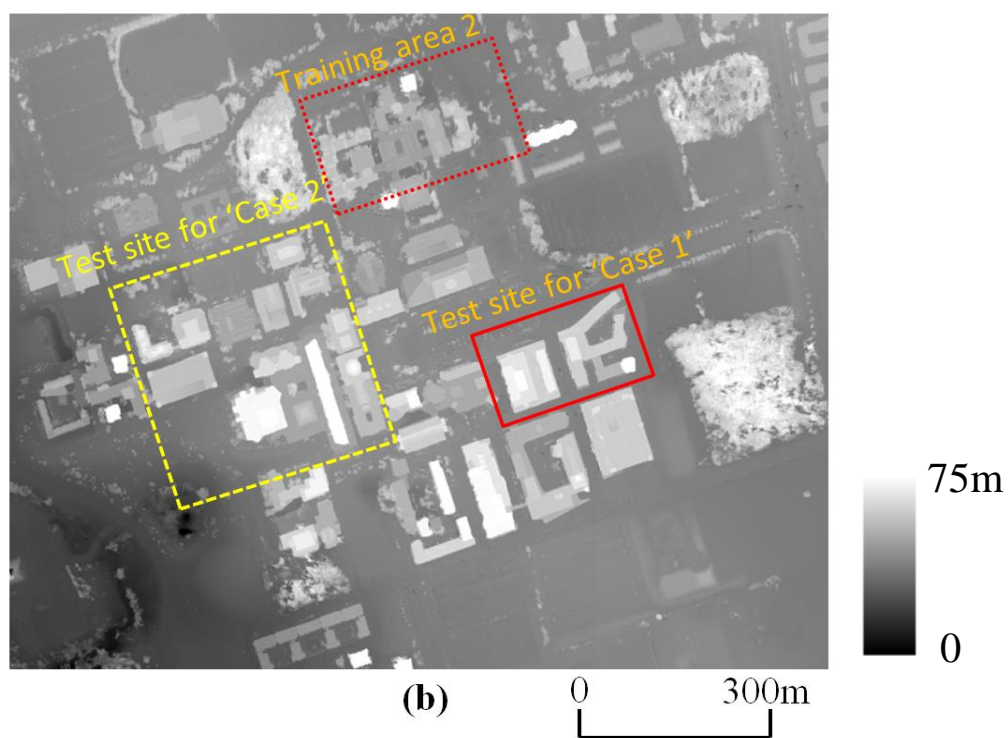 Training area 2
Test site for ‘Case 2’
Test site for ‘Case 1’
75m
0
(b)
0 300m